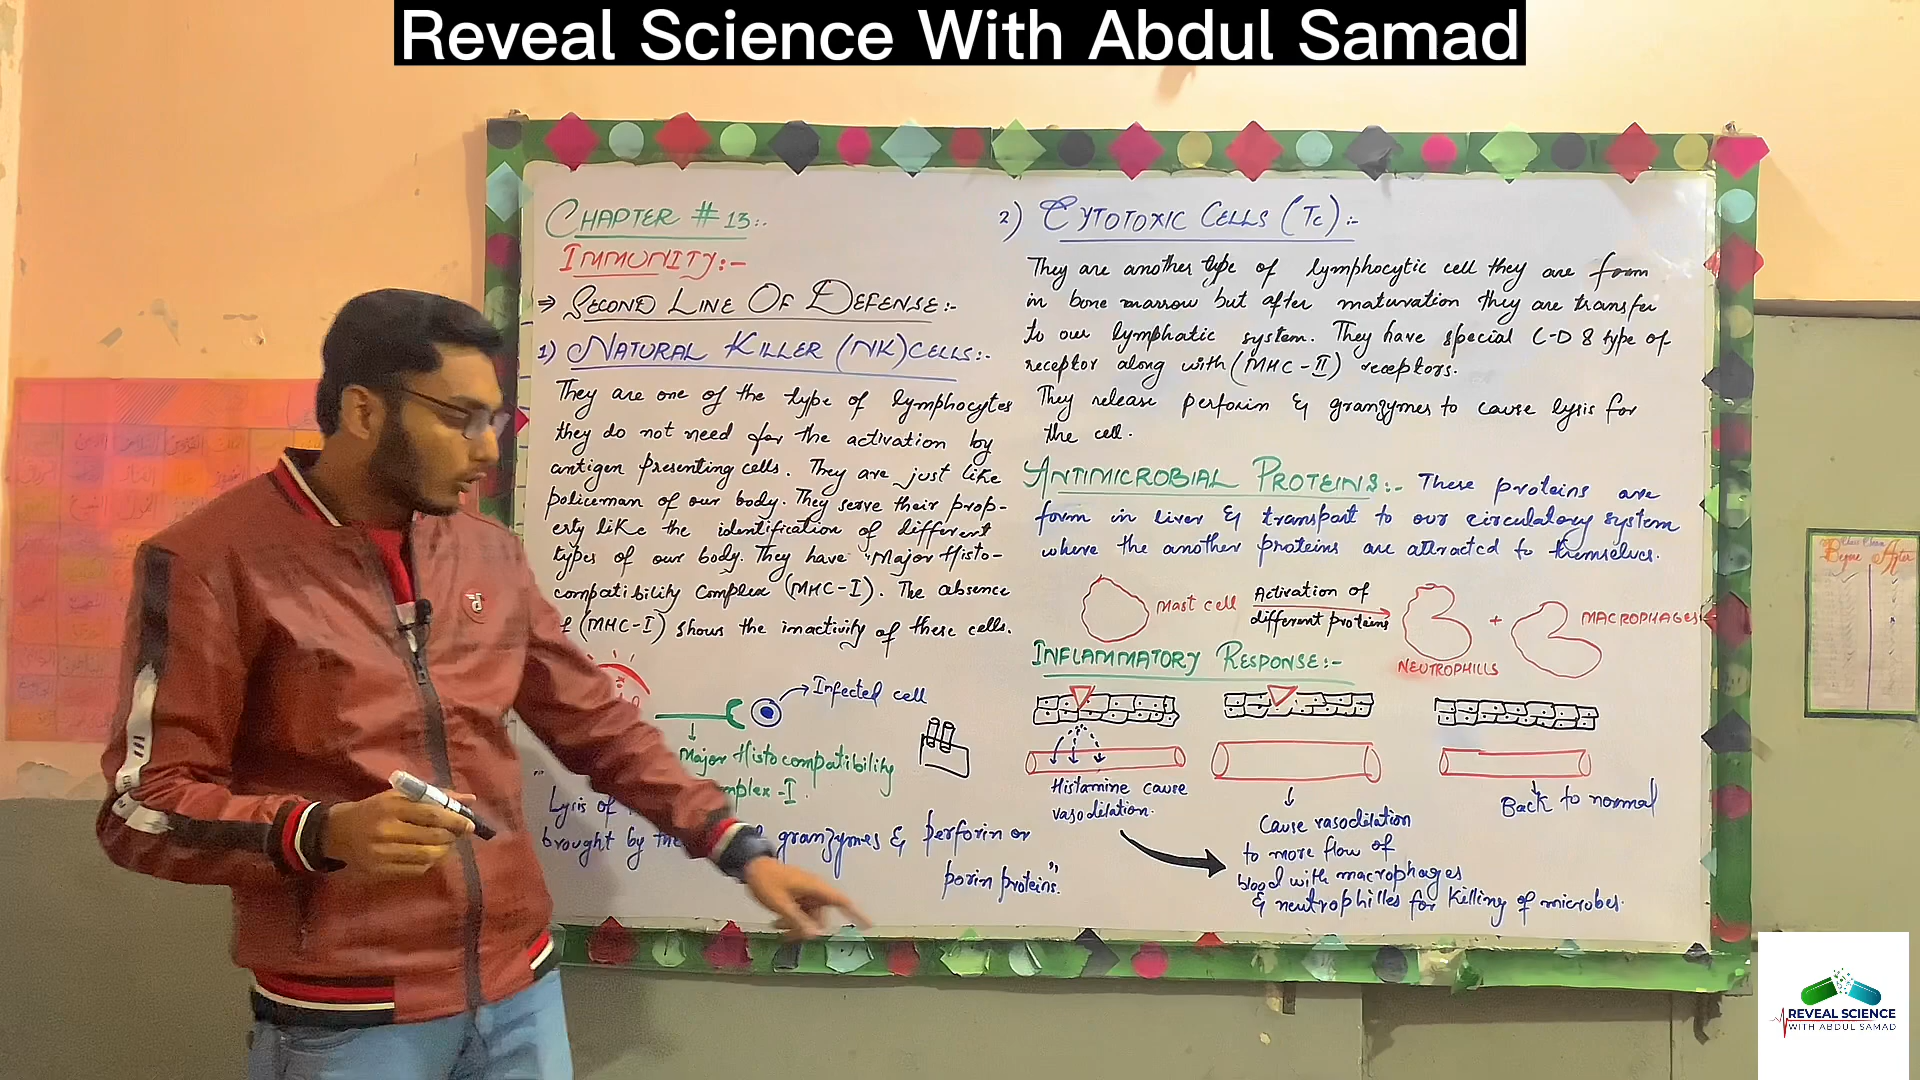 Reveal Science With Abdul Samad
CHAPTER # 13:.
IMMUNITY:-
⇒ SECOND LINE OF DEFENSE:-
1) NATURAL KILLER (NK) CELLS:-
They are one of the type of lymphocytes
they do not need for the activation by
antigen presenting cells. They are just like
policeman of our body. They serve their prop-
erty like the identification of different
types of our body. They have "Major Histo-
compatibility Complex (MHC-I). The absence
of (MHC-I) shows the inactivity of these cells.
Infected cell
Major Histocompatibility
mplex-I.
Lysis of
brought by the granzymes & perforin or
porin proteins".
2) CYTOTOXIC CELLS (Tc):-
They are another type of lymphocytic cell they are form
in bone marrow but after maturation they are transfer
to our lymphatic system. They have special C-D 8 type of
receptor along with (MHC-II) receptors.
They release perforin & granzymes to cause lysis for
the cell.
ANTIMICROBIAL PROTEINS:- These proteins are
form in liver & transport to our circulatory system
where the another proteins are attracted to themselves.
Mast cell
Activation of
different proteins
NEUTROPHILLS
+
MACROPHAGES
INFLAMMATORY RESPONSE:-
Histamine cause
vasodilation.
Cause vasodilation
to more flow of
blood with macrophages
& neutrophilles for killing of microbes.
Back to normal
REVEAL SCIENCE
WITH ABDUL SAMAD